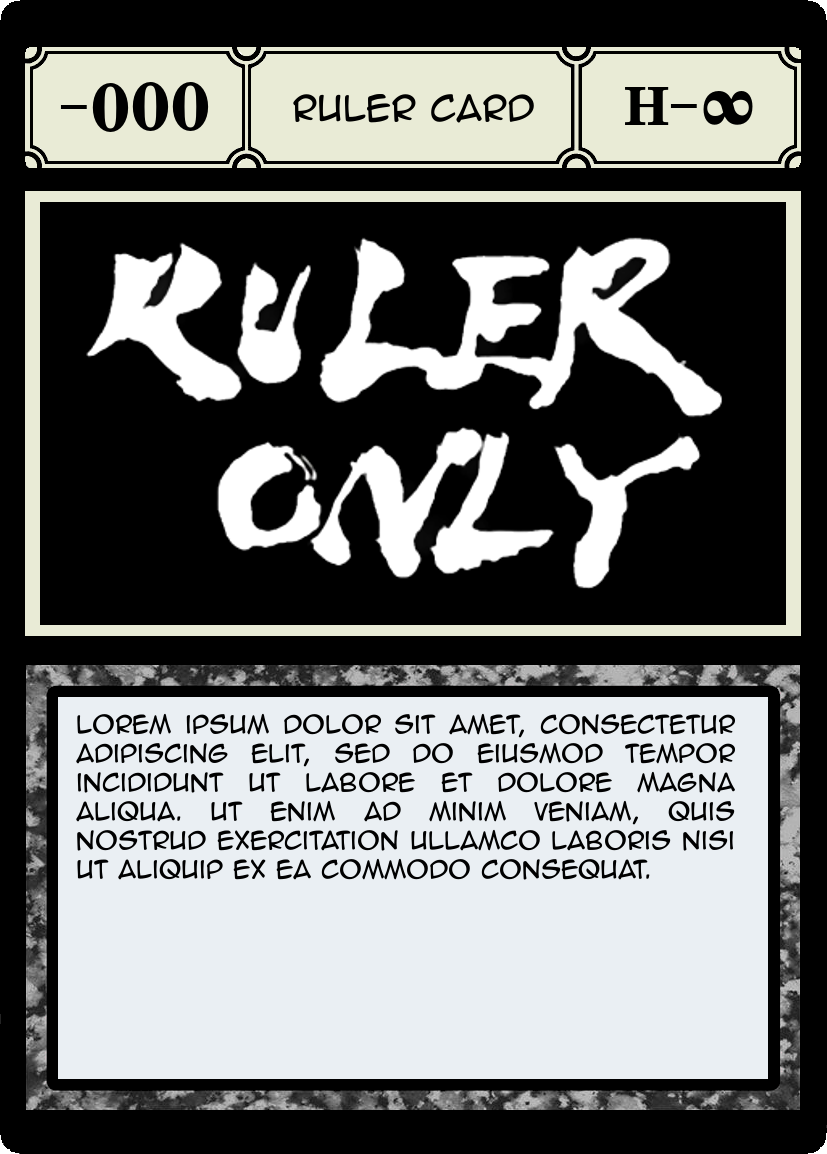 -000
RULER CARD
H-∞
RULER
ONLY
LOREM IPSUM DOLOR SIT AMET, CONSECTETUR
ADIPISCING ELIT, SED DO EIUSMOD TEMPOR
INCIDIDUNT UT LABORE ET DOLORE MAGNA
ALIQUA. UT ENIM AD MINIM VENIAM, QUIS
NOSTRUD EXERCITATION ULLAMCO LABORIS NISI
UT ALIQUIP EX EA COMMODO CONSEQUAT.